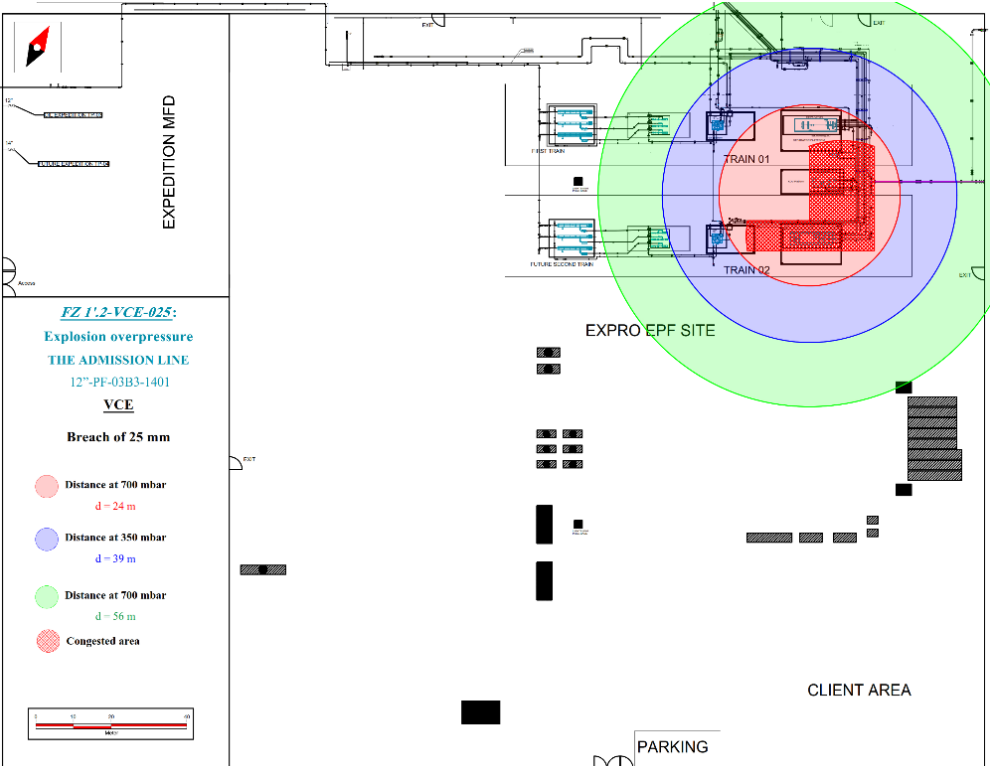 EXIT
EXIT
12"
EXPEDITION MFD
FIRST TRAIN
TRAIN 01
FUTURE SECOND TRAIN
TRAIN 02
EXIT
Access
EXPRO EPF SITE
FZ 1'.2-VCE-025:
Explosion overpressure
THE ADMISSION LINE
12"-PF-03B3-1401
VCE
Breach of 25 mm
EXIT
Distance at 700 mbar
d = 24 m
Distance at 350 mbar
d = 39 m
Distance at 700 mbar
d = 56 m
Congested area
CLIENT AREA
Meter
PARKING